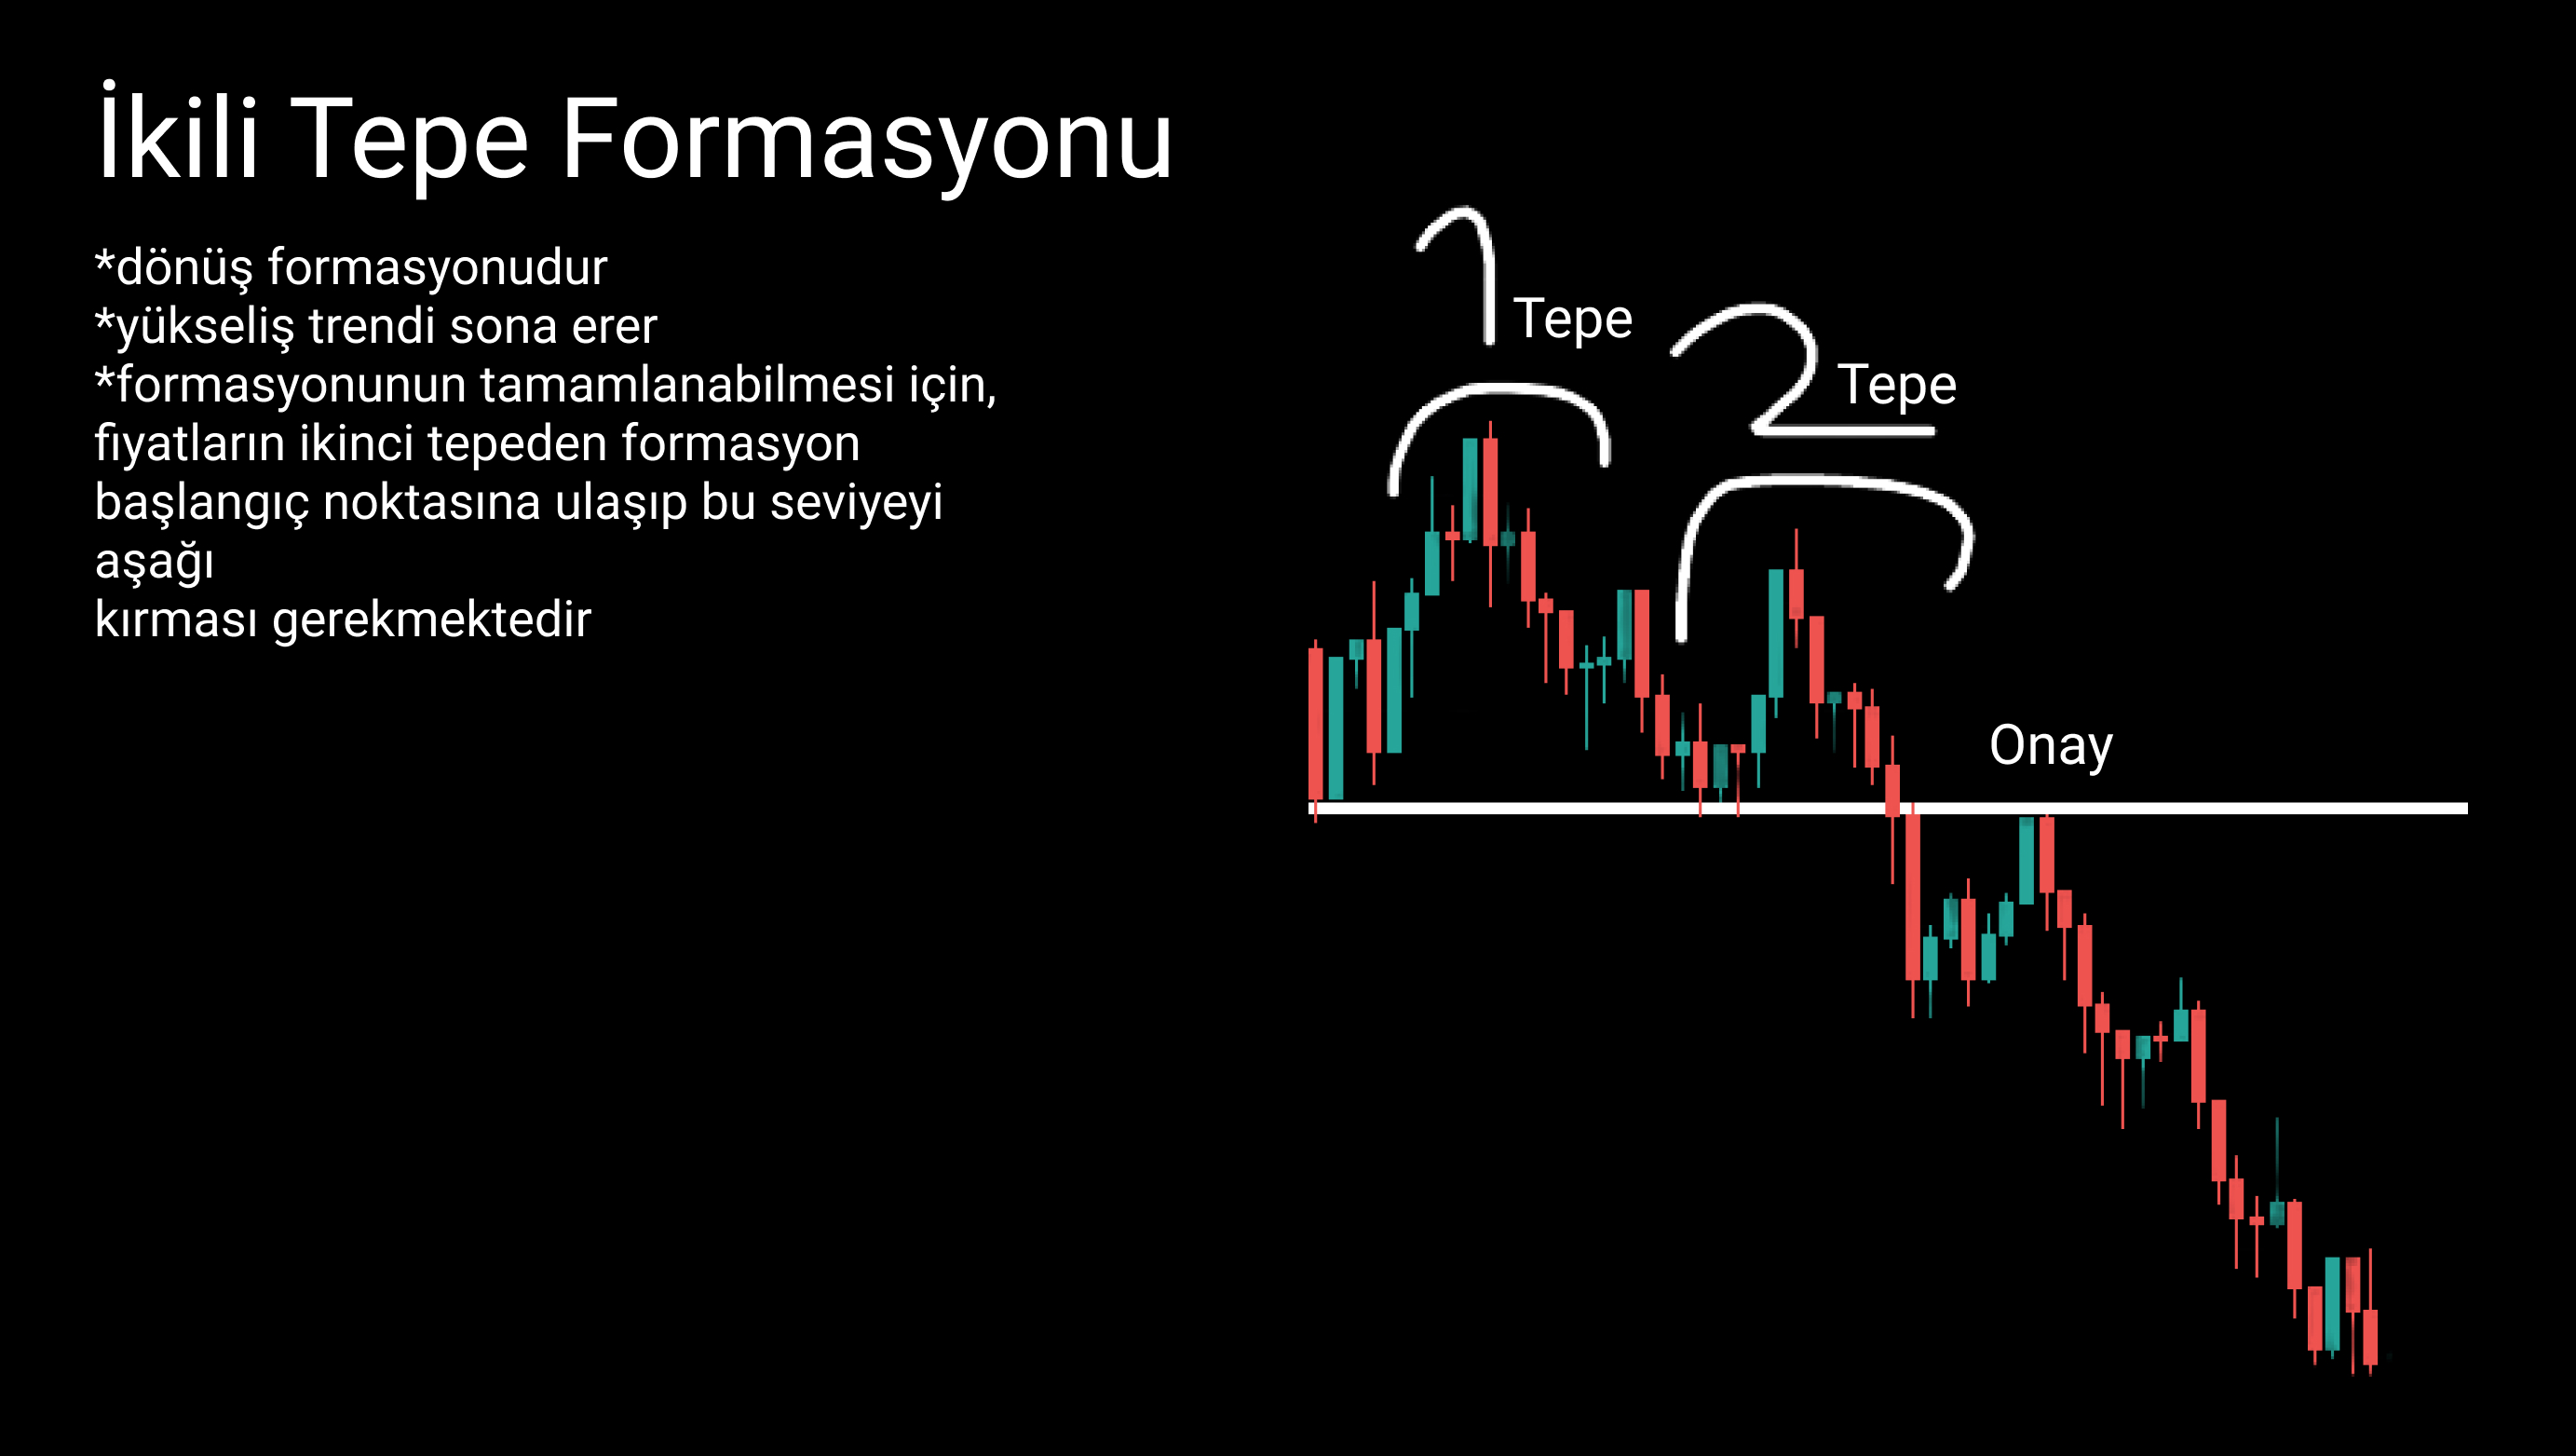 İkili Tepe Formasyonu
*dönüş formasyonudur
*yükseliş trendi sona erer
*formasyonunun tamamlanabilmesi için,
fiyatların ikinci tepeden formasyon
başlangıç noktasına ulaşıp bu seviyeyi
aşağı
kırması gerekmektedir
1 Tepe
2 Tepe
Onay